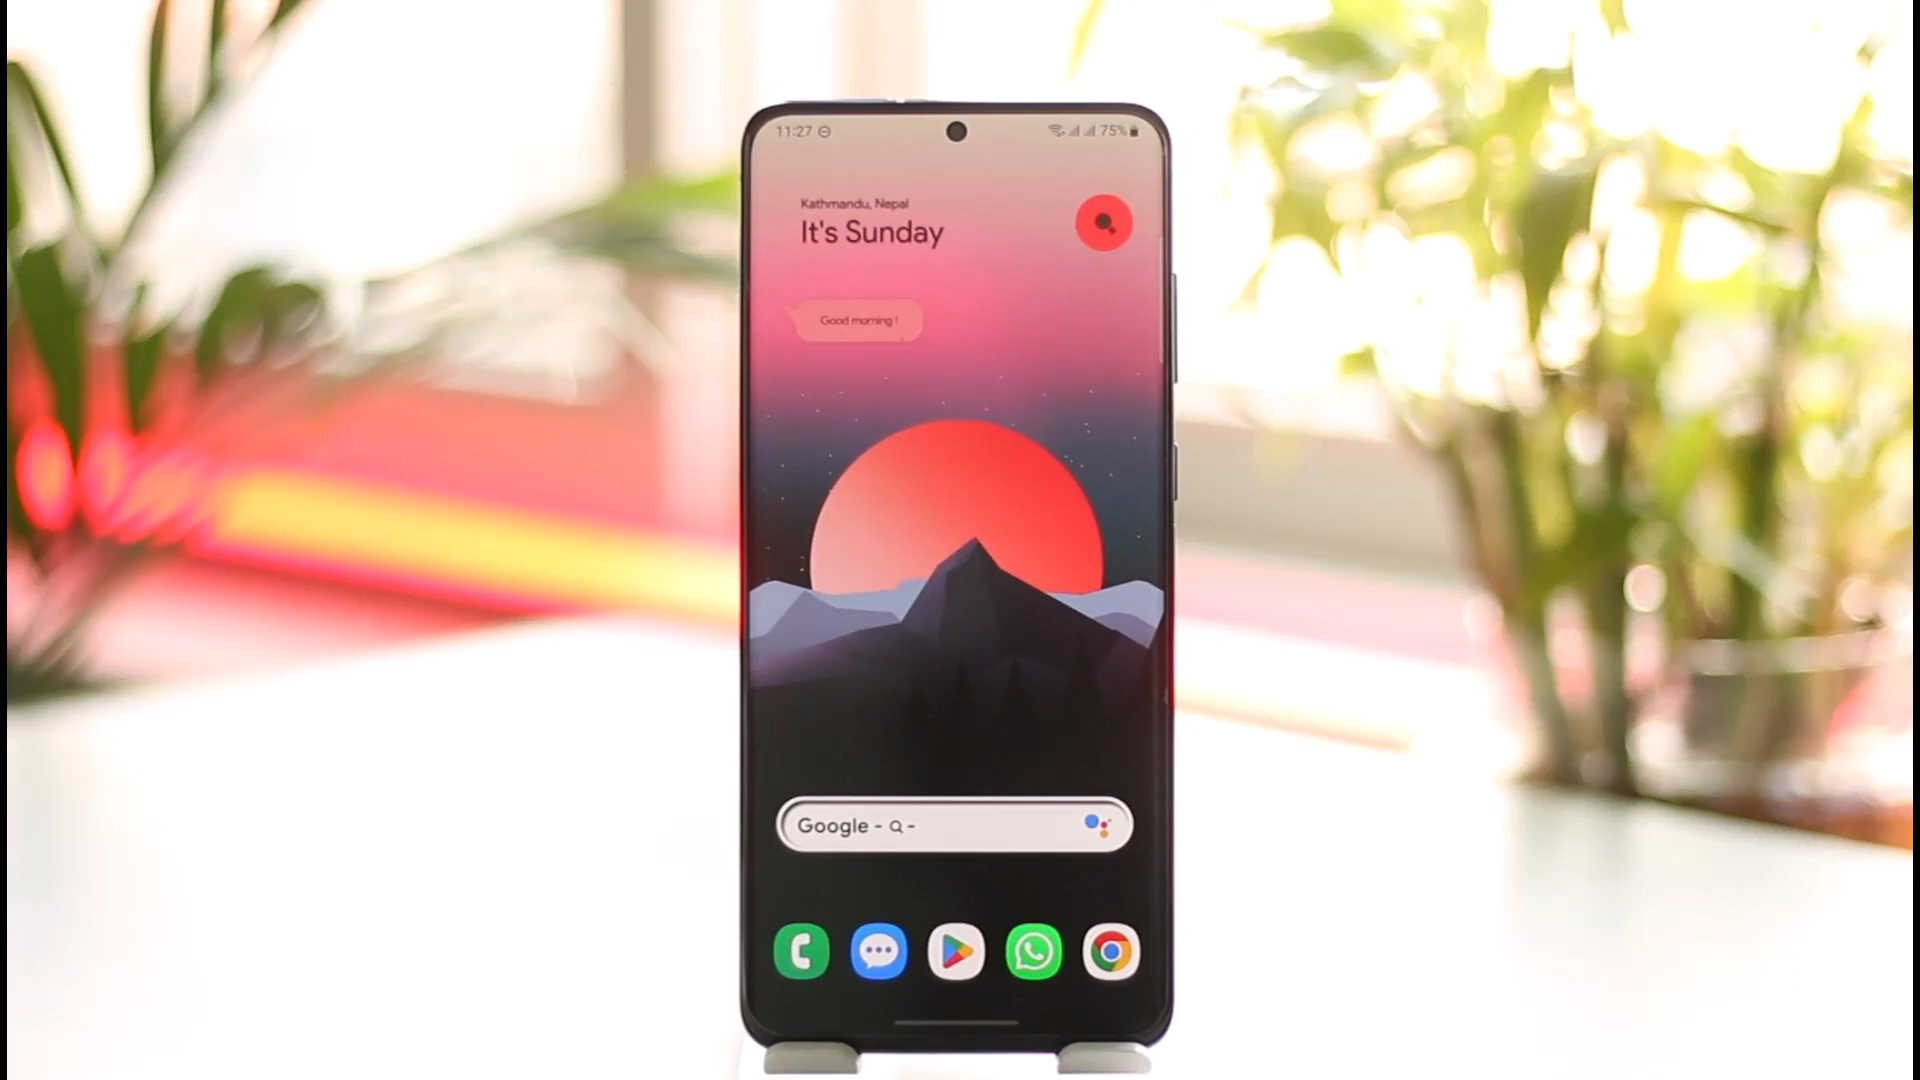 11:27
75%
Kathmandu, Nepal
It's Sunday
Good morning !
Google - -